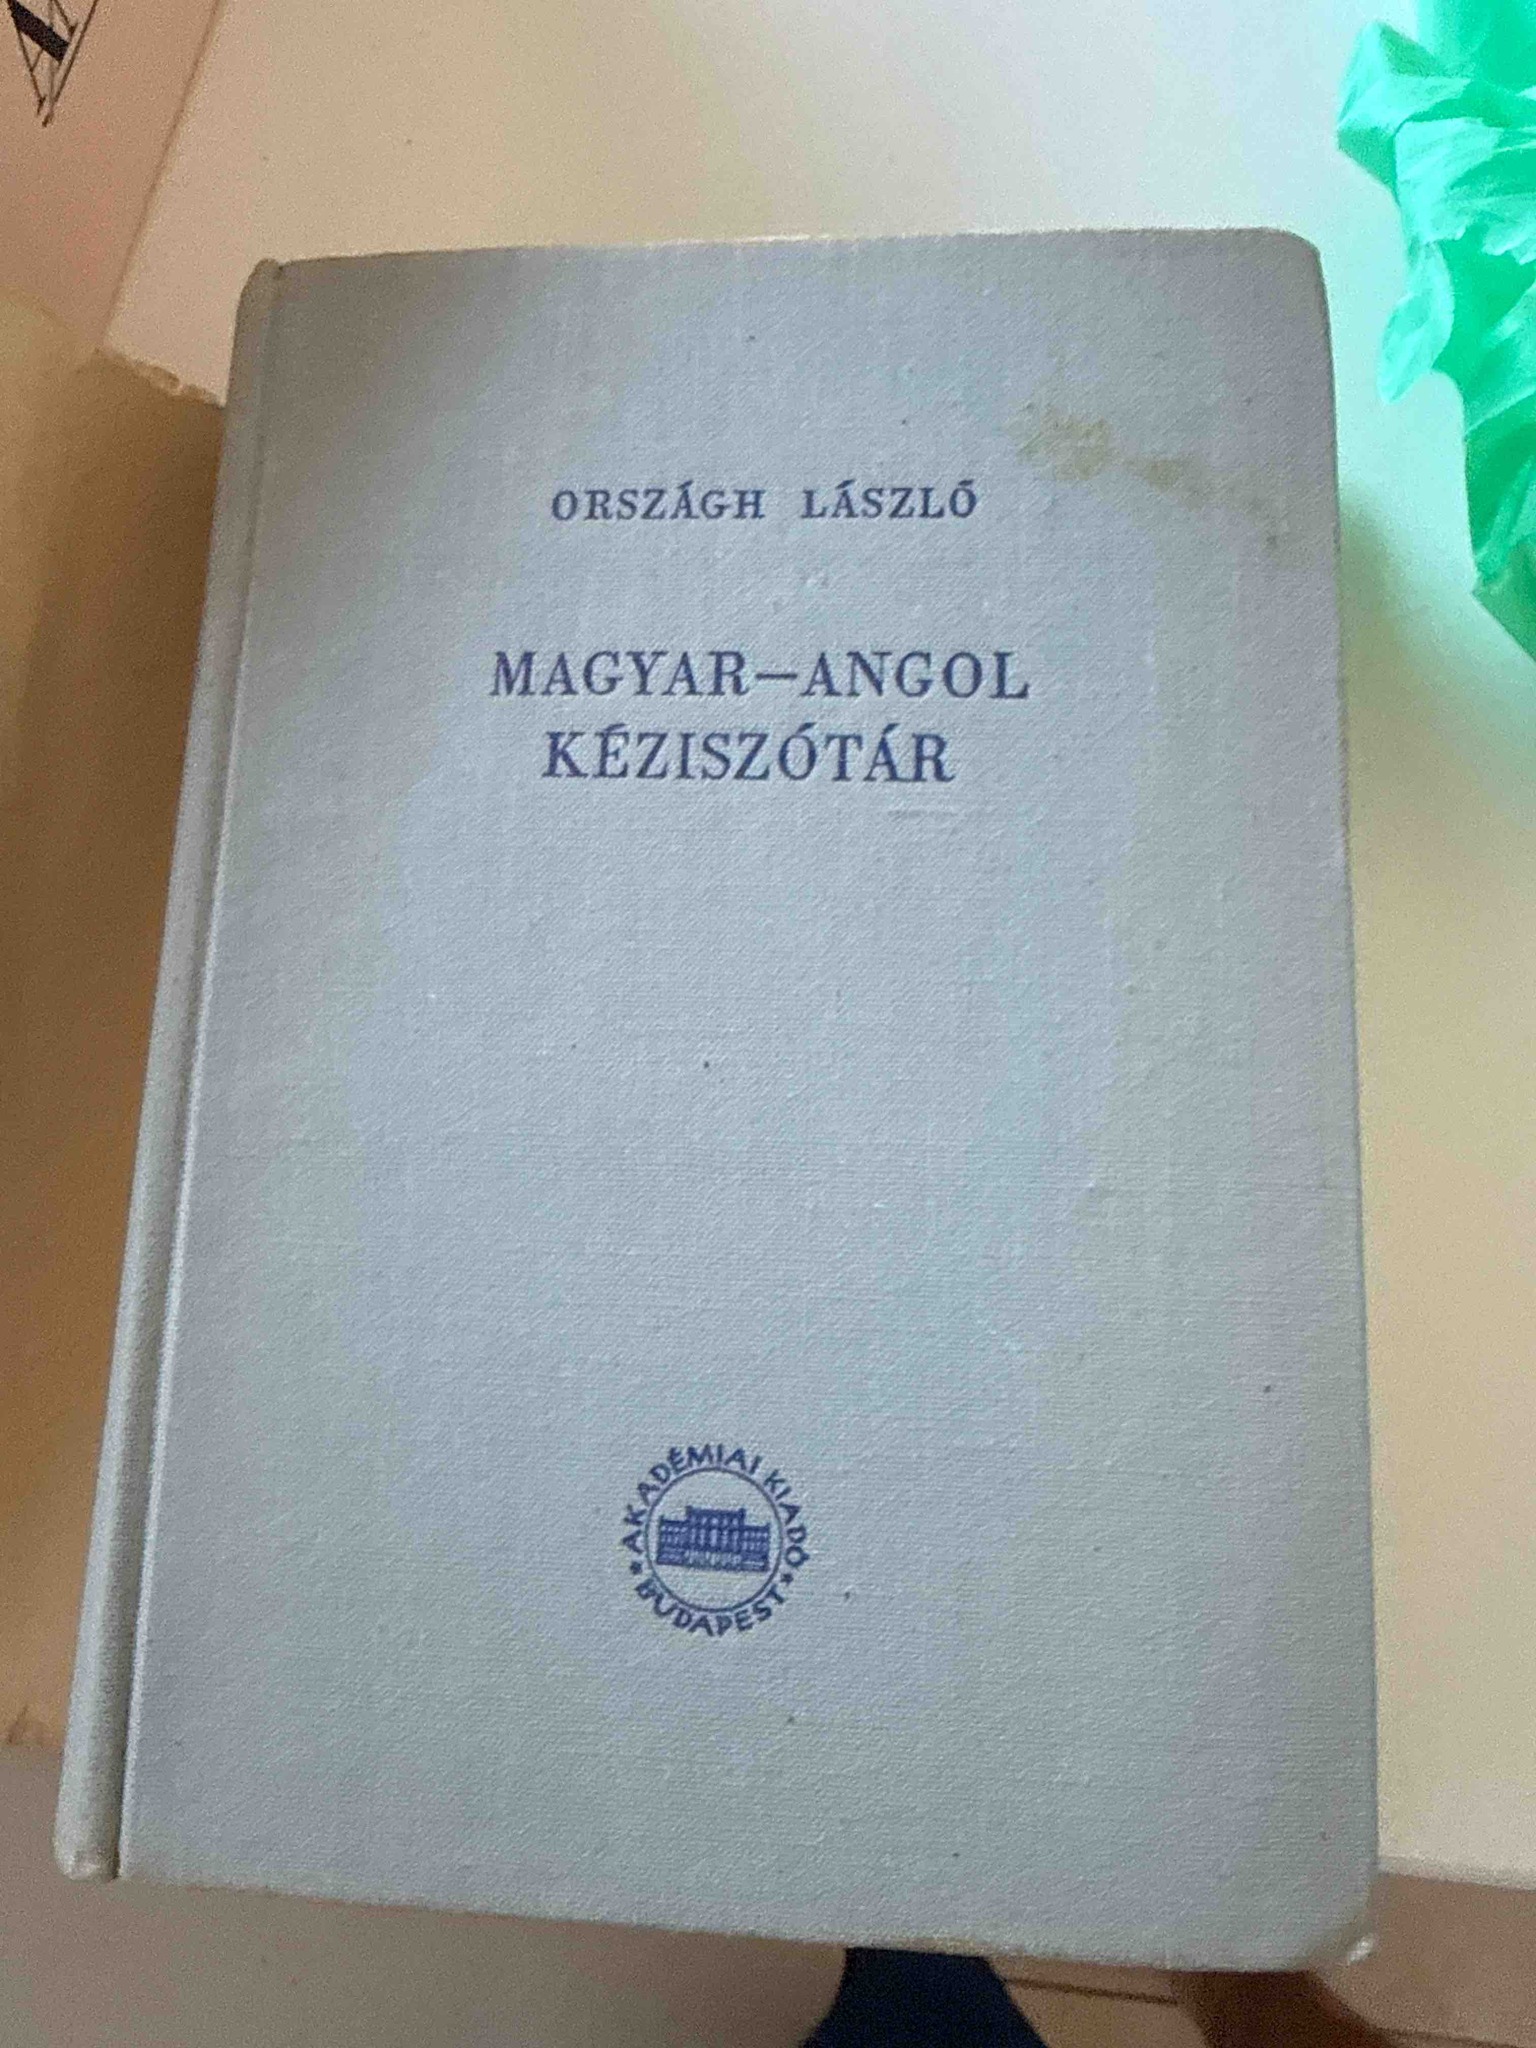 ORSZÁGH LÁSZLÓ
MAGYAR—ANGOL
KÉZISZÓTÁR
AKADÉMIAI KIADÓ
* BUDAPEST *